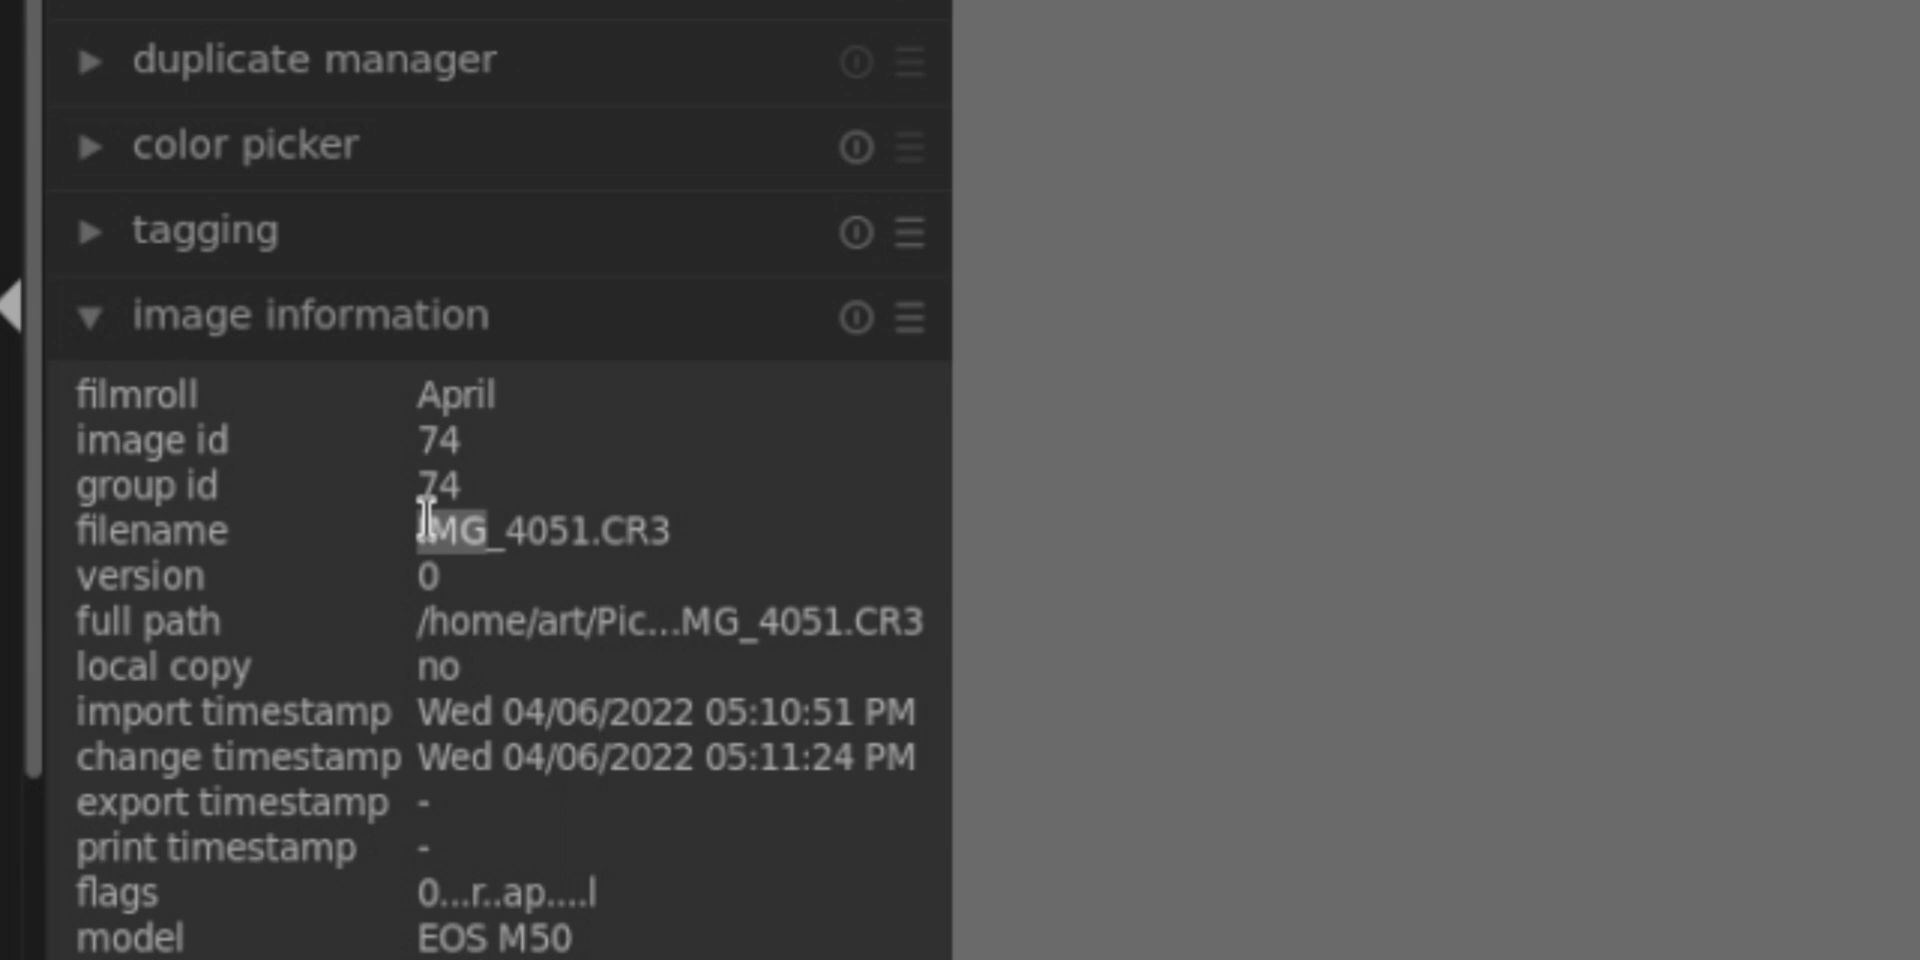 duplicate manager
color picker
tagging
image information
filmroll April
image id 74
group id 74
filename IMG_4051.CR3
version 0
full path /home/art/Pic...MG_4051.CR3
local copy no
import timestamp Wed 04/06/2022 05:10:51 PM
change timestamp Wed 04/06/2022 05:11:24 PM
export timestamp -
print timestamp -
flags 0...r..ap....l
model EOS M50